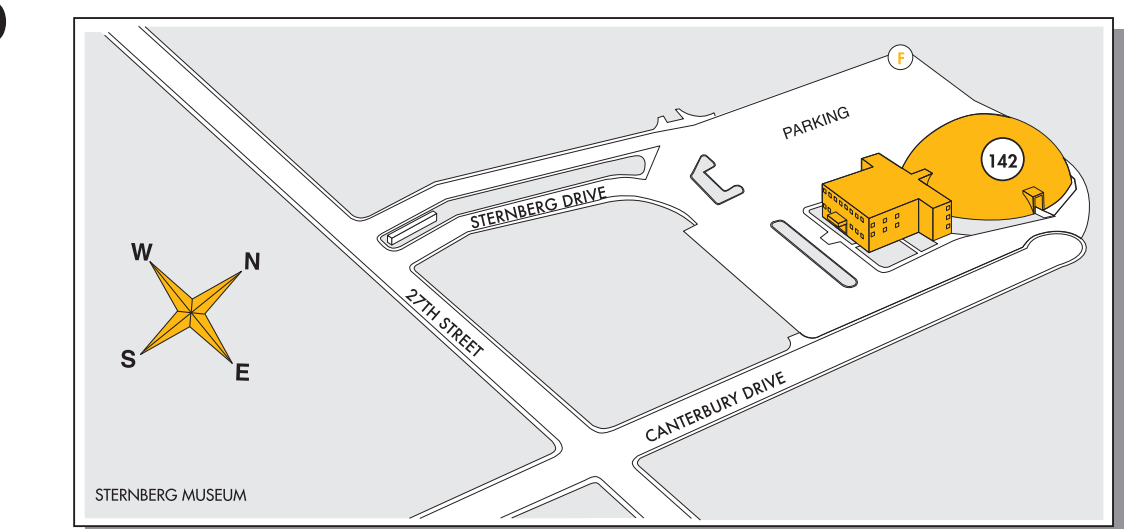 F
PARKING
142
STERNBERG DRIVE
W
N
27TH STREET
S
E
CANTERBURY DRIVE
STERNBERG MUSEUM